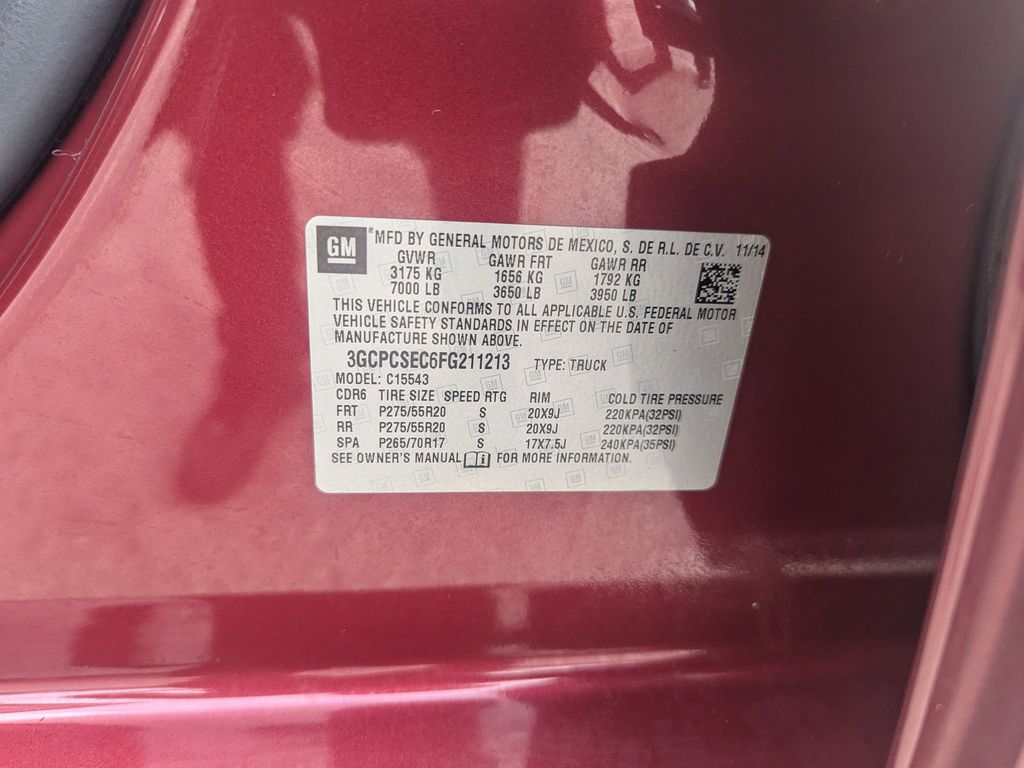 GM *MFD BY GENERAL MOTORS DE MEXICO, S. DE R.L. DE C.V. 11/14
GVWR GAWR FRT GAWR RR
3175 KG 1656 KG 1792 KG
7000 LB 3650 LB 3950 LB
THIS VEHICLE CONFORMS TO ALL APPLICABLE U.S. FEDERAL MOTOR
VEHICLE SAFETY STANDARDS IN EFFECT ON THE DATE OF
MANUFACTURE SHOWN ABOVE.
3GCPCSEC6FG211213 TYPE: TRUCK
MODEL: C15543
CDR6 TIRE SIZE SPEED RTG RIM COLD TIRE PRESSURE
FRT P275/55R20 S 20X9J 220KPA(32PSI)
RR P275/55R20 S 20X9J 220KPA(32PSI)
SPA P265/70R17 S 17X7.5J 240KPA(35PSI)
SEE OWNER'S MANUAL FOR MORE INFORMATION.